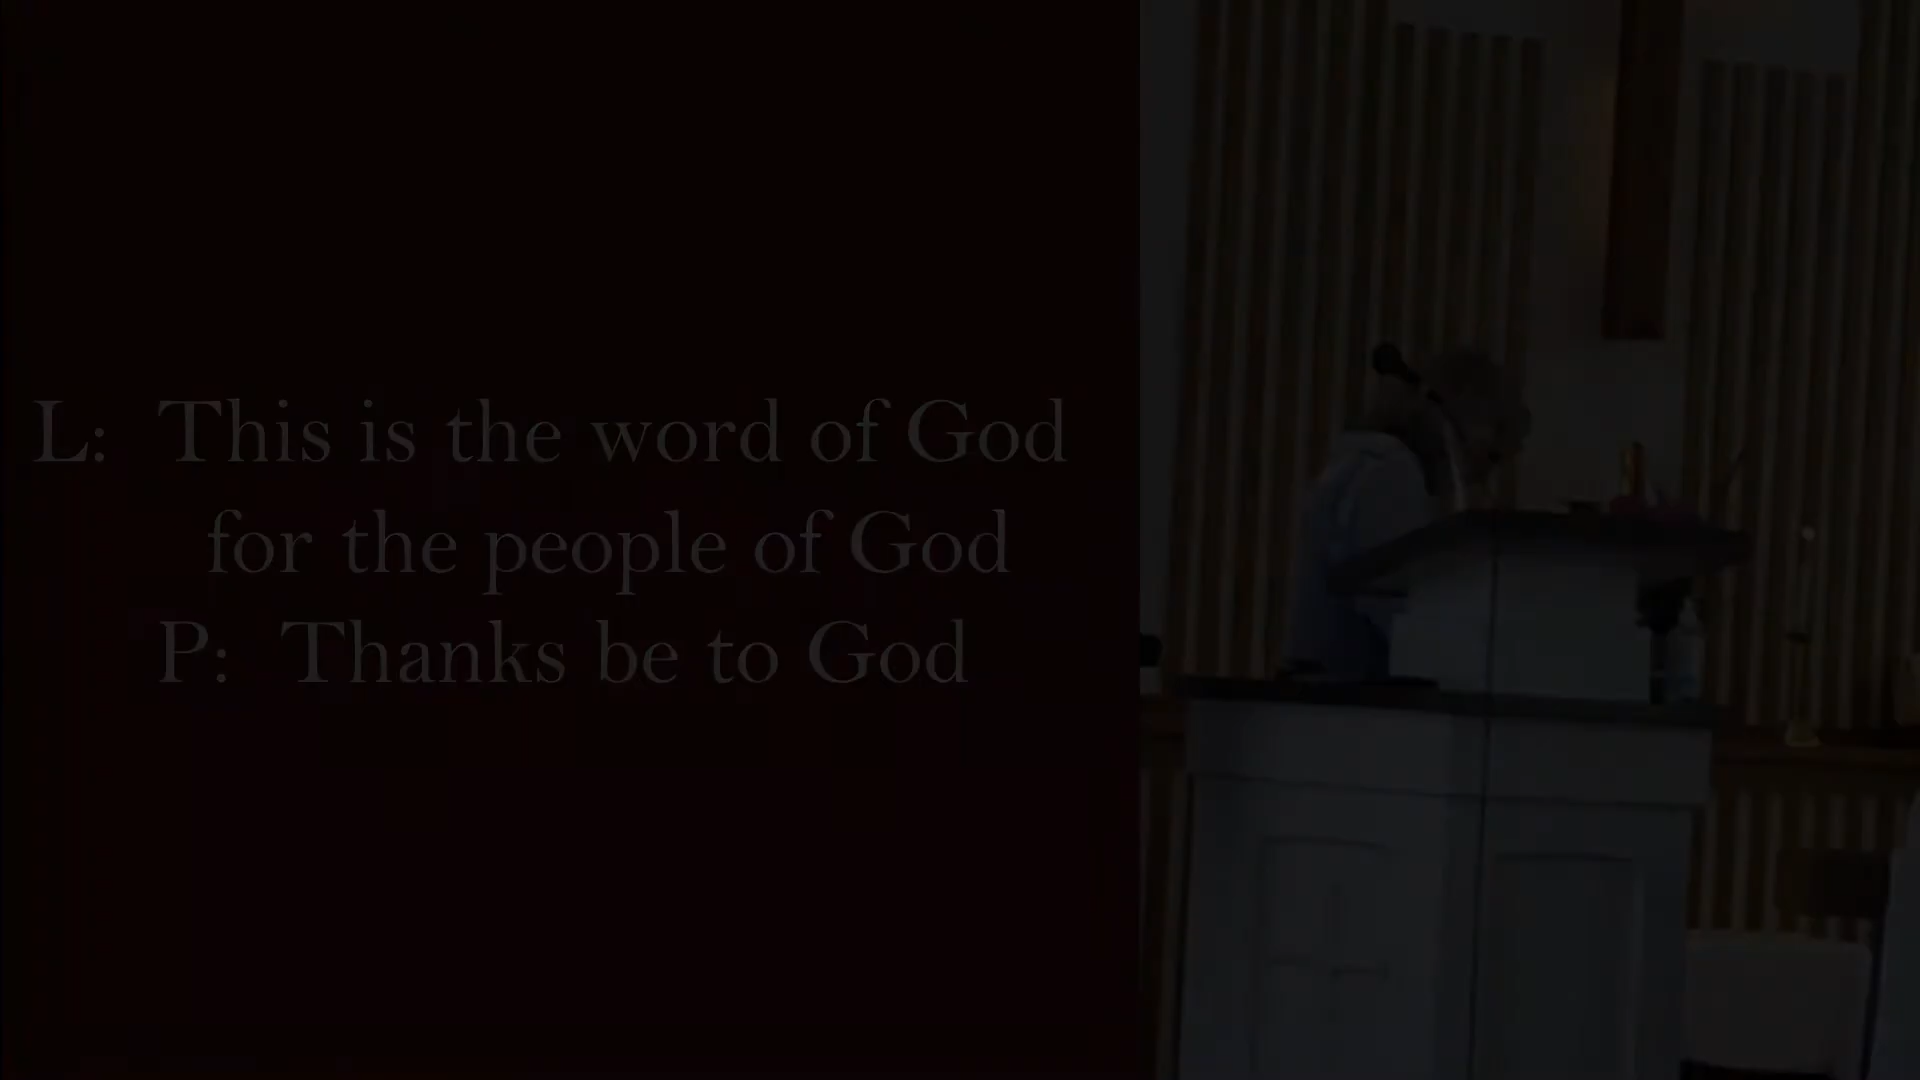 L: This is the word of God
for the people of God
P: Thanks be to God